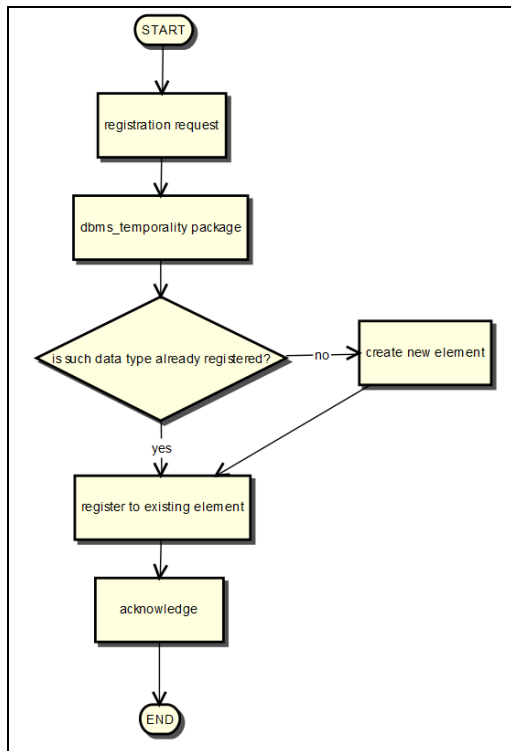 START
registration request
dbms_temporality package
is such data type already registered?
no
create new element
yes
register to existing element
acknowledge
END